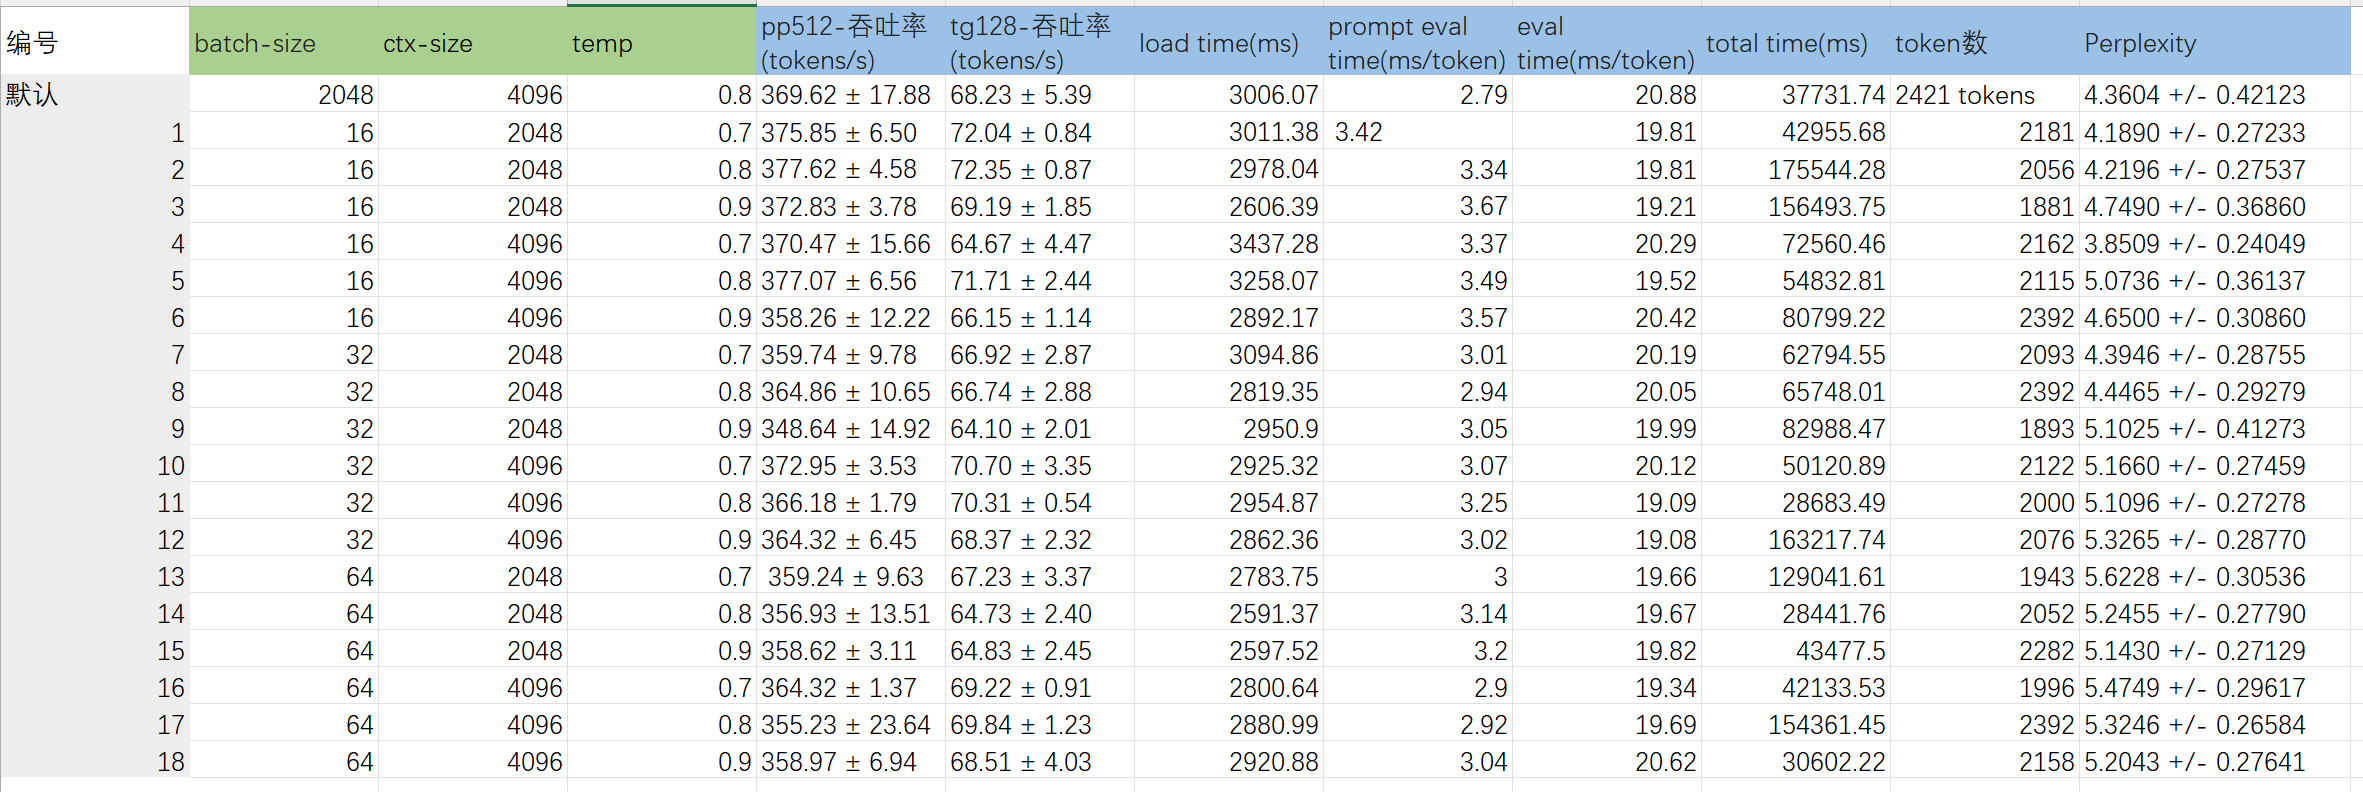 编号 batch-size ctx-size temp pp512-吞吐率(tokens/s) tg128-吞吐率(tokens/s) load time(ms) prompt eval time(ms/token) eval time(ms/token) total time(ms) token数 Perplexity
默认 2048 4096 0.8 369.62 ± 17.88 68.23 ± 5.39 3006.07 2.79 20.88 37731.74 2421 tokens 4.3604 +/- 0.42123
1 16 2048 0.7 375.85 ± 6.50 72.04 ± 0.84 3011.38 3.42 19.81 42955.68 2181 4.1890 +/- 0.27233
2 16 2048 0.8 377.62 ± 4.58 72.35 ± 0.87 2978.04 3.34 19.81 175544.28 2056 4.2196 +/- 0.27537
3 16 2048 0.9 372.83 ± 3.78 69.19 ± 1.85 2606.39 3.67 19.21 156493.75 1881 4.7490 +/- 0.36860
4 16 4096 0.7 370.47 ± 15.66 64.67 ± 4.47 3437.28 3.37 20.29 72560.46 2162 3.8509 +/- 0.24049
5 16 4096 0.8 377.07 ± 6.56 71.71 ± 2.44 3258.07 3.49 19.52 54832.81 2115 5.0736 +/- 0.36137
6 16 4096 0.9 358.26 ± 12.22 66.15 ± 1.14 2892.17 3.57 20.42 80799.22 2392 4.6500 +/- 0.30860
7 32 2048 0.7 359.74 ± 9.78 66.92 ± 2.87 3094.86 3.01 20.19 62794.55 2093 4.3946 +/- 0.28755
8 32 2048 0.8 364.86 ± 10.65 66.74 ± 2.88 2819.35 2.94 20.05 65748.01 2392 4.4465 +/- 0.29279
9 32 2048 0.9 348.64 ± 14.92 64.10 ± 2.01 2950.9 3.05 19.99 82988.47 1893 5.1025 +/- 0.41273
10 32 4096 0.7 372.95 ± 3.53 70.70 ± 3.35 2925.32 3.07 20.12 50120.89 2122 5.1660 +/- 0.27459
11 32 4096 0.8 366.18 ± 1.79 70.31 ± 0.54 2954.87 3.25 19.09 28683.49 2000 5.1096 +/- 0.27278
12 32 4096 0.9 364.32 ± 6.45 68.37 ± 2.32 2862.36 3.02 19.08 163217.74 2076 5.3265 +/- 0.28770
13 64 2048 0.7 359.24 ± 9.63 67.23 ± 3.37 2783.75 3 19.66 129041.61 1943 5.6228 +/- 0.30536
14 64 2048 0.8 356.93 ± 13.51 64.73 ± 2.40 2591.37 3.14 19.67 28441.76 2052 5.2455 +/- 0.27790
15 64 2048 0.9 358.62 ± 3.11 64.83 ± 2.45 2597.52 3.2 19.82 43477.5 2282 5.1430 +/- 0.27129
16 64 4096 0.7 364.32 ± 1.37 69.22 ± 0.91 2800.64 2.9 19.34 42133.53 1996 5.4749 +/- 0.29617
17 64 4096 0.8 355.23 ± 23.64 69.84 ± 1.23 2880.99 2.92 19.69 154361.45 2392 5.3246 +/- 0.26584
18 64 4096 0.9 358.97 ± 6.94 68.51 ± 4.03 2920.88 3.04 20.62 30602.22 2158 5.2043 +/- 0.27641